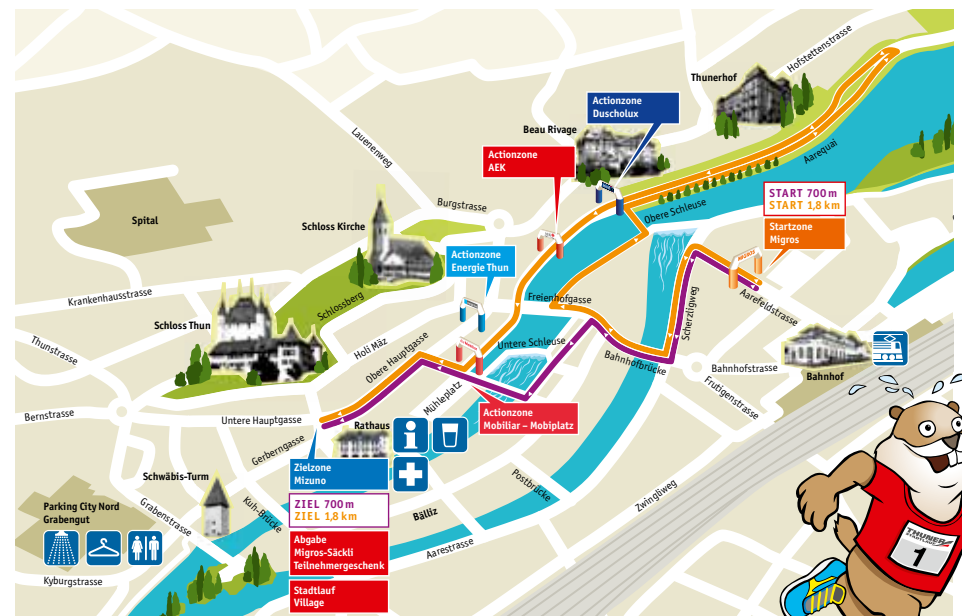 Hofstettenstrasse
Thunerhof
Actionzone
Duscholux
Beau Rivage
Lauenenweg
Actionzone
AEK
Aarequai
START 700 m
START 1,8 km
Burgstrasse
Obere Schleuse
Spital
Schloss Kirche
Startzone
Migros
MIGROS
Actionzone
Energie Thun
Krankenhausstrasse
Schlossberg
Freienhofgasse
Aarefeldstrasse
Scherzligweg
Schloss Thun
Thunstrasse
Holi Mäz
Obere Hauptgasse
Untere Schleuse
Bahnhofbrücke
Bahnhofstrasse
Bahnhof
Frutigenstrasse
Bernstrasse
Untere Hauptgasse
Mühleplatz
Actionzone
Mobiliar – Mobiplatz
Rathaus
i
Gerberngasse
Zielzone
Mizuno
Schwäbis-Turm
Postbrücke
Zwinglïweg
ZIEL 700 m
ZIEL 1,8 km
Parking City Nord
Grabengut
Grabenstrasse
Kuh-Brücke
Bälliz
Aarestrasse
Abgabe
Migros-Säckli
Teilnehmergeschenk
Kyburgstrasse
Stadtlauf
Village
THUNER
STADTLAUF
1